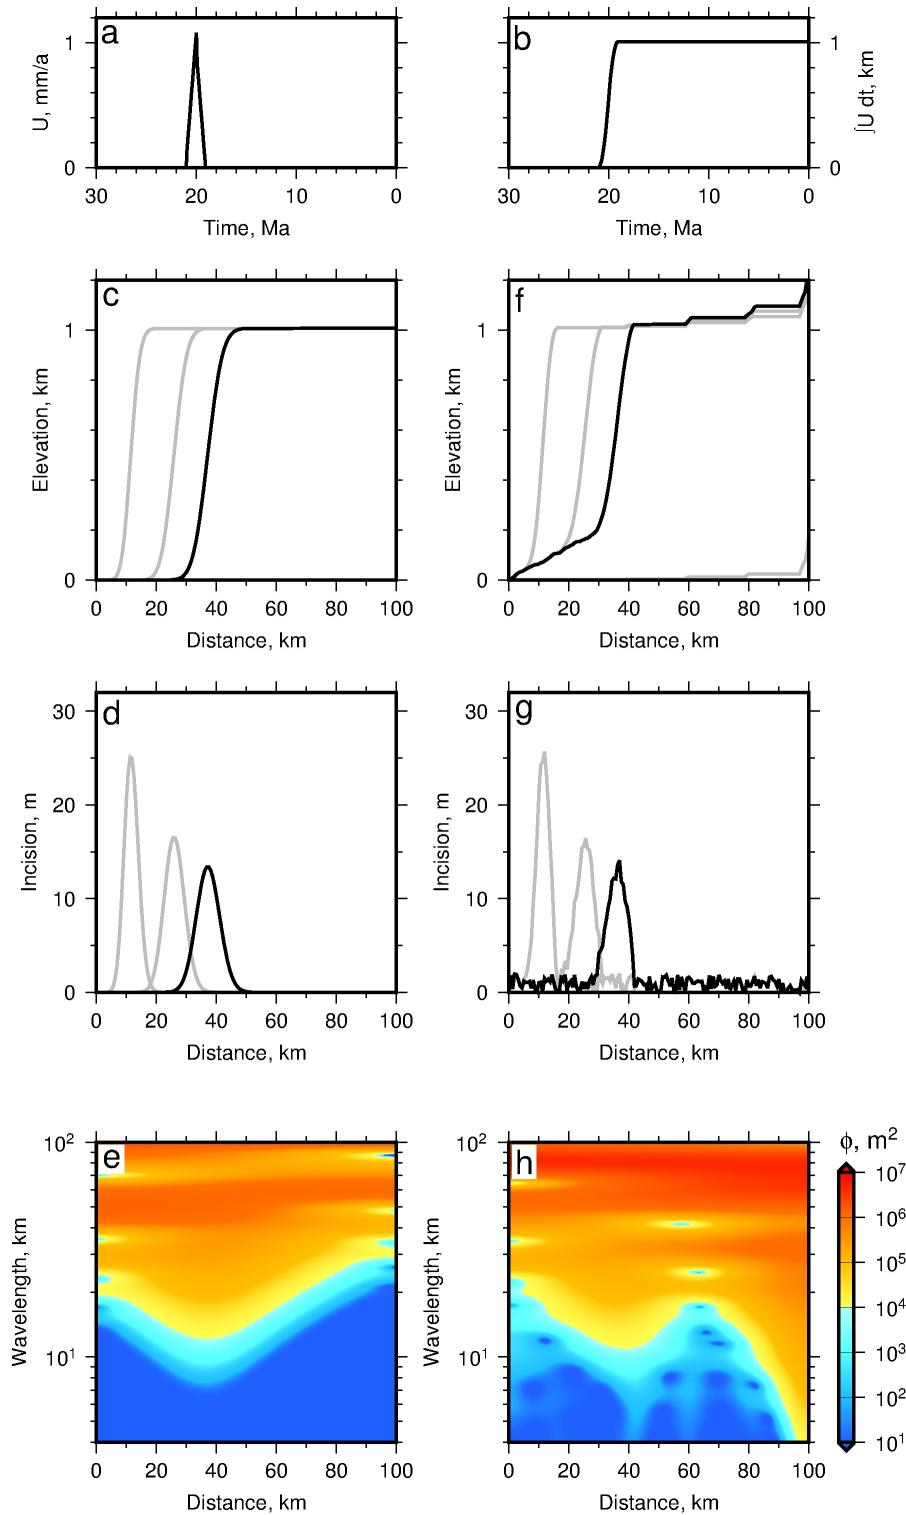 a
1
0
U, mm/a
30 20 10 0
Time, Ma
b
1
0
∫U dt, km
30 20 10 0
Time, Ma
c
1
0
Elevation, km
0 20 40 60 80 100
Distance, km
f
1
0
Elevation, km
0 20 40 60 80 100
Distance, km
d
30
20
10
0
Incision, m
0 20 40 60 80 100
Distance, km
g
30
20
10
0
Incision, m
0 20 40 60 80 100
Distance, km
e
10²
10¹
Wavelength, km
0 20 40 60 80 100
Distance, km
h
10²
10¹
Wavelength, km
0 20 40 60 80 100
Distance, km
ϕ, m²
10⁷
10⁶
10⁵
10⁴
10³
10²
10¹